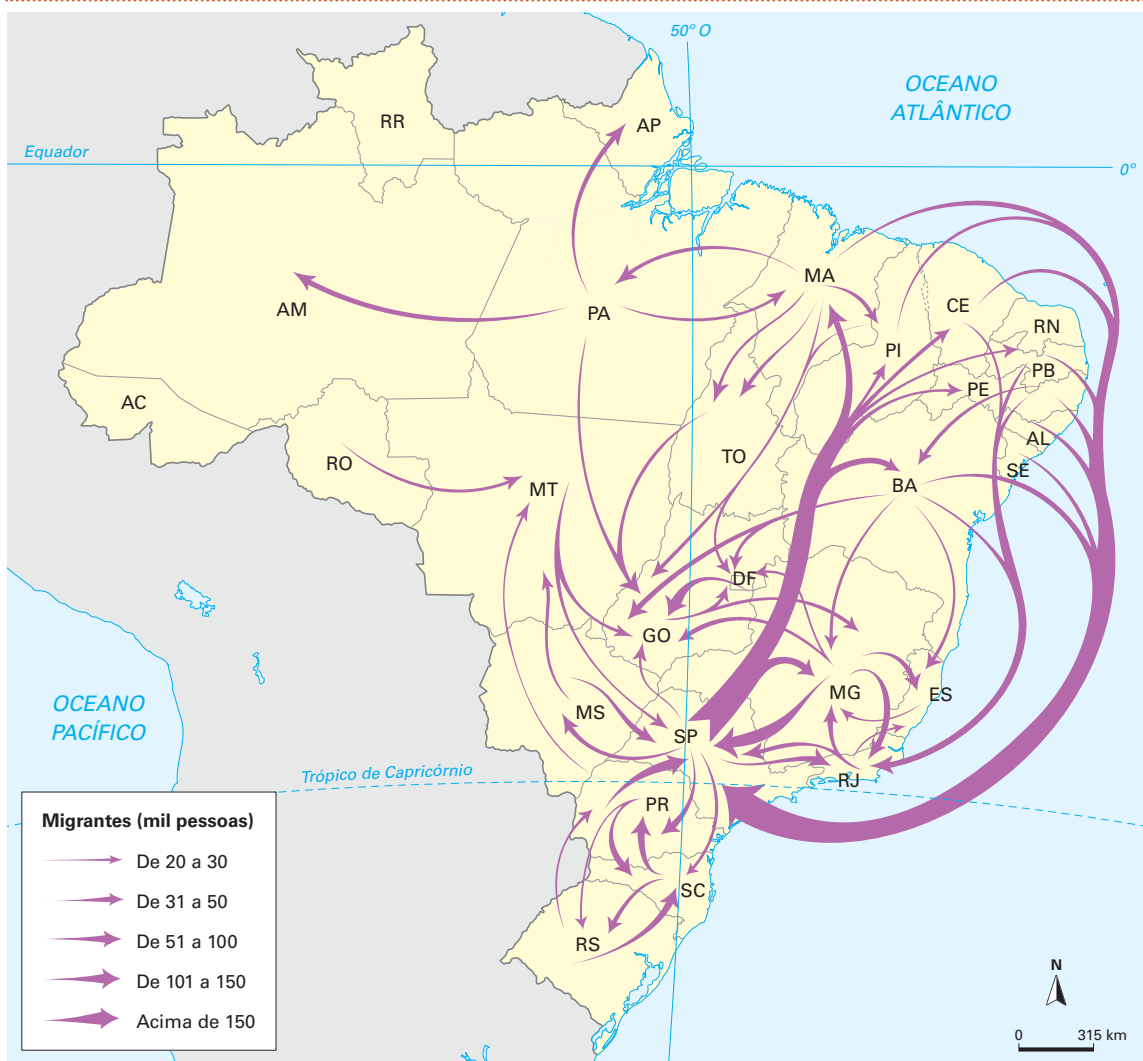 50º O
OCEANO
ATLÂNTICO
RR
AP
Equador
0º
MA
AM
PA
CE
RN
PI
PB
PE
AC
AL
TO
RO
SE
BA
MT
DF
GO
MG
ES
OCEANO
PACÍFICO
MS
SP
Trópico de Capricórnio
RJ
PR
SC
RS
Migrantes (mil pessoas)
De 20 a 30
De 31 a 50
De 51 a 100
De 101 a 150
Acima de 150
N
0 315 km